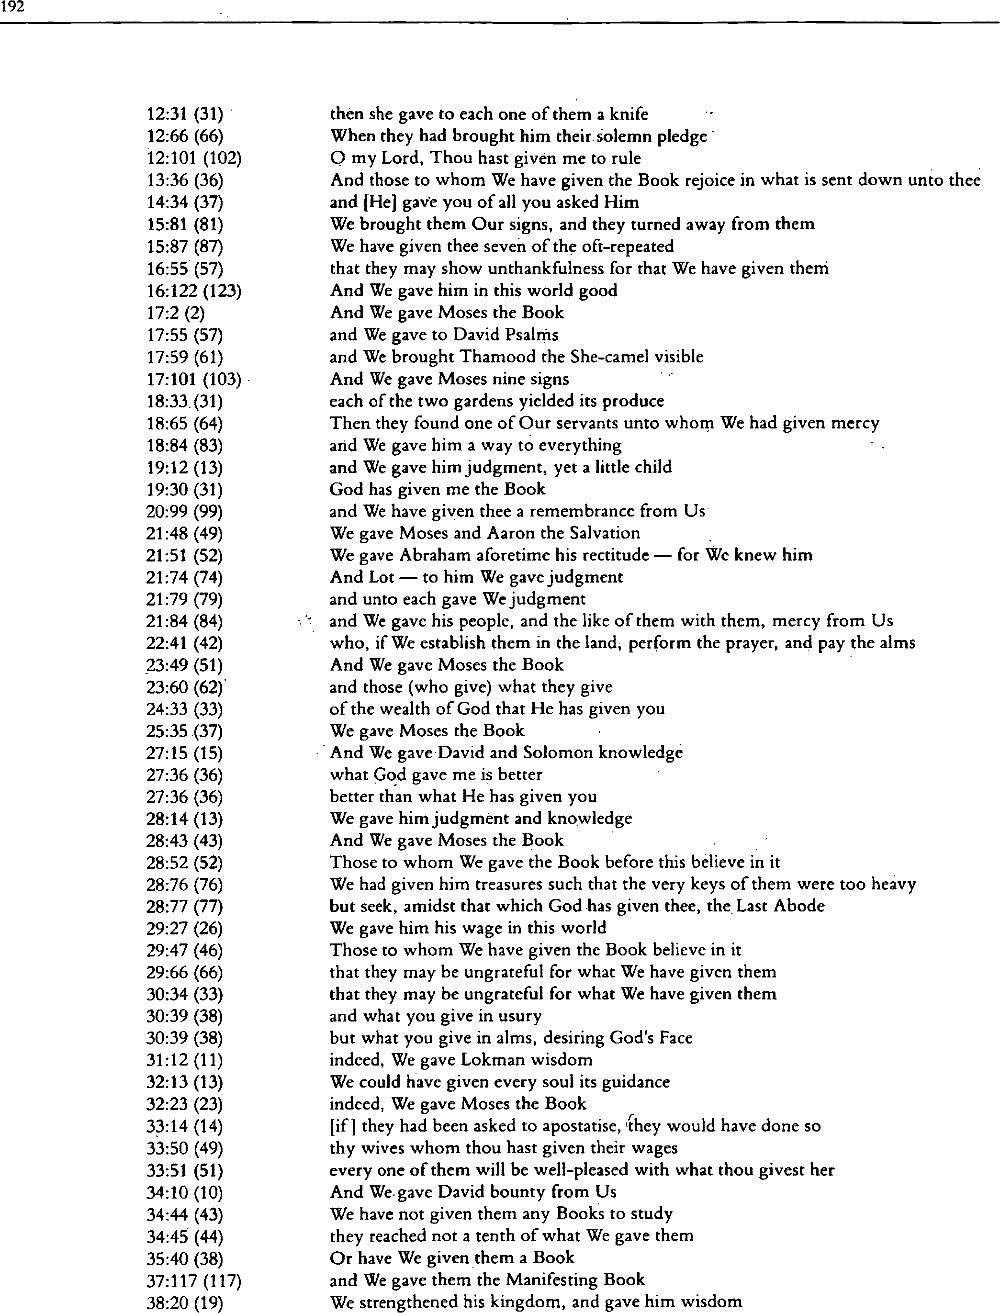 192
12:31 (31) then she gave to each one of them a knife
12:66 (66) When they had brought him their solemn pledge
12:101 (102) O my Lord, Thou hast given me to rule
13:36 (36) And those to whom We have given the Book rejoice in what is sent down unto thee
14:34 (37) and [He] gave you of all you asked Him
15:81 (81) We brought them Our signs, and they turned away from them
15:87 (87) We have given thee seven of the oft-repeated
16:55 (57) that they may show unthankfulness for that We have given them
16:122 (123) And We gave him in this world good
17:2 (2) And We gave Moses the Book
17:55 (57) and We gave to David Psalms
17:59 (61) and We brought Thamood the She-camel visible
17:101 (103) And We gave Moses nine signs
18:33 (31) each of the two gardens yielded its produce
18:65 (64) Then they found one of Our servants unto whom We had given mercy
18:84 (83) and We gave him a way to everything
19:12 (13) and We gave him judgment, yet a little child
19:30 (31) God has given me the Book
20:99 (99) and We have given thee a remembrance from Us
21:48 (49) We gave Moses and Aaron the Salvation
21:51 (52) We gave Abraham aforetime his rectitude — for We knew him
21:74 (74) And Lot — to him We gave judgment
21:79 (79) and unto each gave We judgment
21:84 (84) and We gave his people, and the like of them with them, mercy from Us
22:41 (42) who, if We establish them in the land, perform the prayer, and pay the alms
23:49 (51) And We gave Moses the Book
23:60 (62) and those (who give) what they give
24:33 (33) of the wealth of God that He has given you
25:35 (37) We gave Moses the Book
27:15 (15) And We gave David and Solomon knowledge
27:36 (36) what God gave me is better
27:36 (36) better than what He has given you
28:14 (13) We gave him judgment and knowledge
28:43 (43) And We gave Moses the Book
28:52 (52) Those to whom We gave the Book before this believe in it
28:76 (76) We had given him treasures such that the very keys of them were too heavy
28:77 (77) but seek, amidst that which God has given thee, the Last Abode
29:27 (26) We gave him his wage in this world
29:47 (46) Those to whom We have given the Book believe in it
29:66 (66) that they may be ungrateful for what We have given them
30:34 (33) that they may be ungrateful for what We have given them
30:39 (38) and what you give in usury
30:39 (38) but what you give in alms, desiring God's Face
31:12 (11) indeed, We gave Lokman wisdom
32:13 (13) We could have given every soul its guidance
32:23 (23) indeed, We gave Moses the Book
33:14 (14) [if] they had been asked to apostatise, they would have done so
33:50 (49) thy wives whom thou hast given their wages
33:51 (51) every one of them will be well-pleased with what thou givest her
34:10 (10) And We gave David bounty from Us
34:44 (43) We have not given them any Books to study
34:45 (44) they reached not a tenth of what We gave them
35:40 (38) Or have We given them a Book
37:117 (117) and We gave them the Manifesting Book
38:20 (19) We strengthened his kingdom, and gave him wisdom